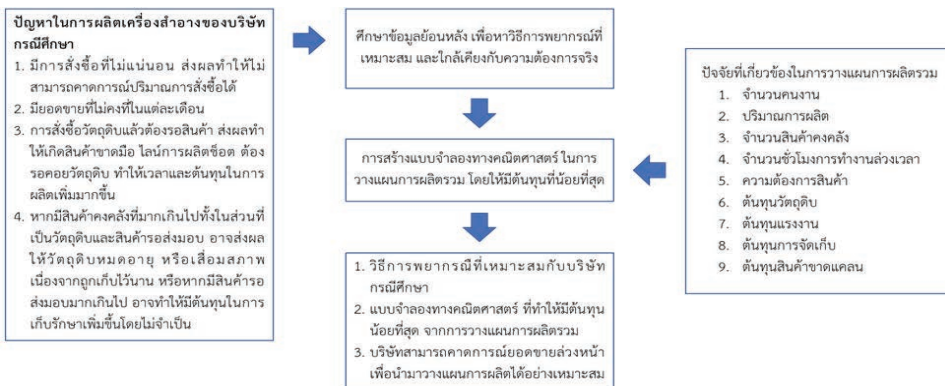 ปัญหาในการผลิตเครื่องสำอางของบริษัท
กรณีศึกษา
1. มีการสั่งซื้อที่ไม่แน่นอน ส่งผลทำให้ไม่
สามารถคาดการณ์ปริมาณการสั่งซื้อได้
2. มียอดขายที่ไม่คงที่ในแต่ละเดือน
3. การสั่งซื้อวัตถุดิบแล้วต้องรอสินค้า ส่งผลทำ
ให้เกิดสินค้าขาดมือ ไลน์การผลิตช็อต ต้อง
รอคอยวัตถุดิบ ทำให้เวลาและต้นทุนในการ
ผลิตเพิ่มมากขึ้น
4. หากมีสินค้าคงคลังที่มากเกินไปทั้งในส่วนที่
เป็นวัตถุดิบและสินค้ารอส่งมอบ อาจส่งผล
ให้วัตถุดิบหมดอายุ หรือเสื่อมสภาพ
เนื่องจากถูกเก็บไว้นาน หรือหากมีสินค้ารอ
ส่งมอบมากเกินไป อาจทำให้มีต้นทุนในการ
เก็บรักษาเพิ่มขึ้นโดยไม่จำเป็น
ศึกษาข้อมูลย้อนหลัง เพื่อหาวิธีการพยากรณ์ที่
เหมาะสม และใกล้เคียงกับความต้องการจริง
การสร้างแบบจำลองทางคณิตศาสตร์ ในการ
วางแผนการผลิตรวม โดยให้มีต้นทุนที่น้อยที่สุด
1. วิธีการพยากรณ์ที่เหมาะสมกับบริษัท
กรณีศึกษา
2. แบบจำลองทางคณิตศาสตร์ ที่ทำให้มีต้นทุน
น้อยที่สุด จากการวางแผนการผลิตรวม
3. บริษัทสามารถคาดการณ์ยอดขายล่วงหน้า
เพื่อนำมาวางแผนการผลิตได้อย่างเหมาะสม
ปัจจัยที่เกี่ยวข้องในการวางแผนการผลิตรวม
1. จำนวนคนงาน
2. ปริมาณการผลิต
3. จำนวนสินค้าคงคลัง
4. จำนวนชั่วโมงการทำงานล่วงเวลา
5. ความต้องการสินค้า
6. ต้นทุนวัตถุดิบ
7. ต้นทุนแรงงาน
8. ต้นทุนการจัดเก็บ
9. ต้นทุนสินค้าขาดแคลน